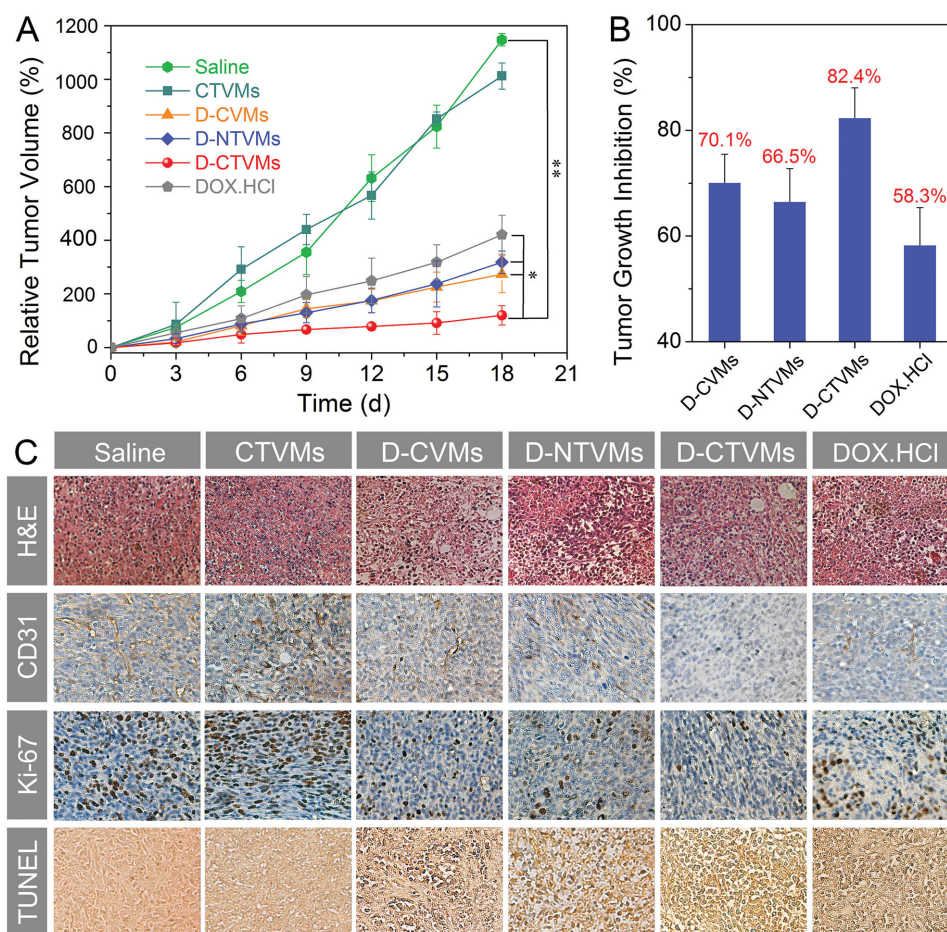 A
Relative Tumor Volume (%)
1200
1000
800
600
400
200
0
Saline
CTVMs
D-CVMs
D-NTVMs
D-CTVMs
DOX.HCl
**
*
0 3 6 9 12 15 18 21
Time (d)
B
Tumor Growth Inhibition (%)
100
80
60
40
70.1%
66.5%
82.4%
58.3%
D-CVMs
D-NTVMs
D-CTVMs
DOX.HCl
C
Saline CTVMs D-CVMs D-NTVMs D-CTVMs DOX.HCl
H&E
CD31
Ki-67
TUNEL